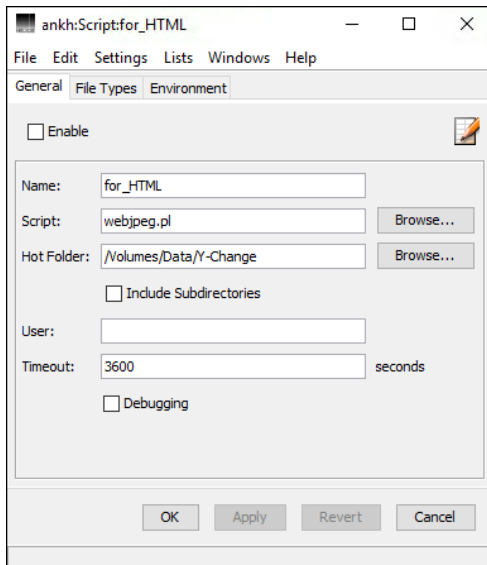 ankh:Script:for_HTML
File Edit Settings Lists Windows Help
General File Types Environment
Enable
Name: for_HTML
Script: webjpeg.pl Browse...
Hot Folder: /Volumes/Data/Y-Change Browse...
Include Subdirectories
User:
Timeout: 3600 seconds
Debugging
OK Apply Revert Cancel